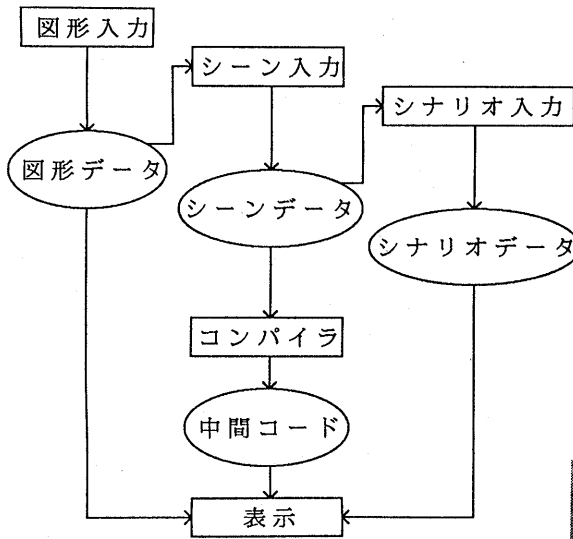 図形入力
シーン入力
シナリオ入力
図形データ
シーンデータ
シナリオデータ
コンパイラ
中間コード
表示